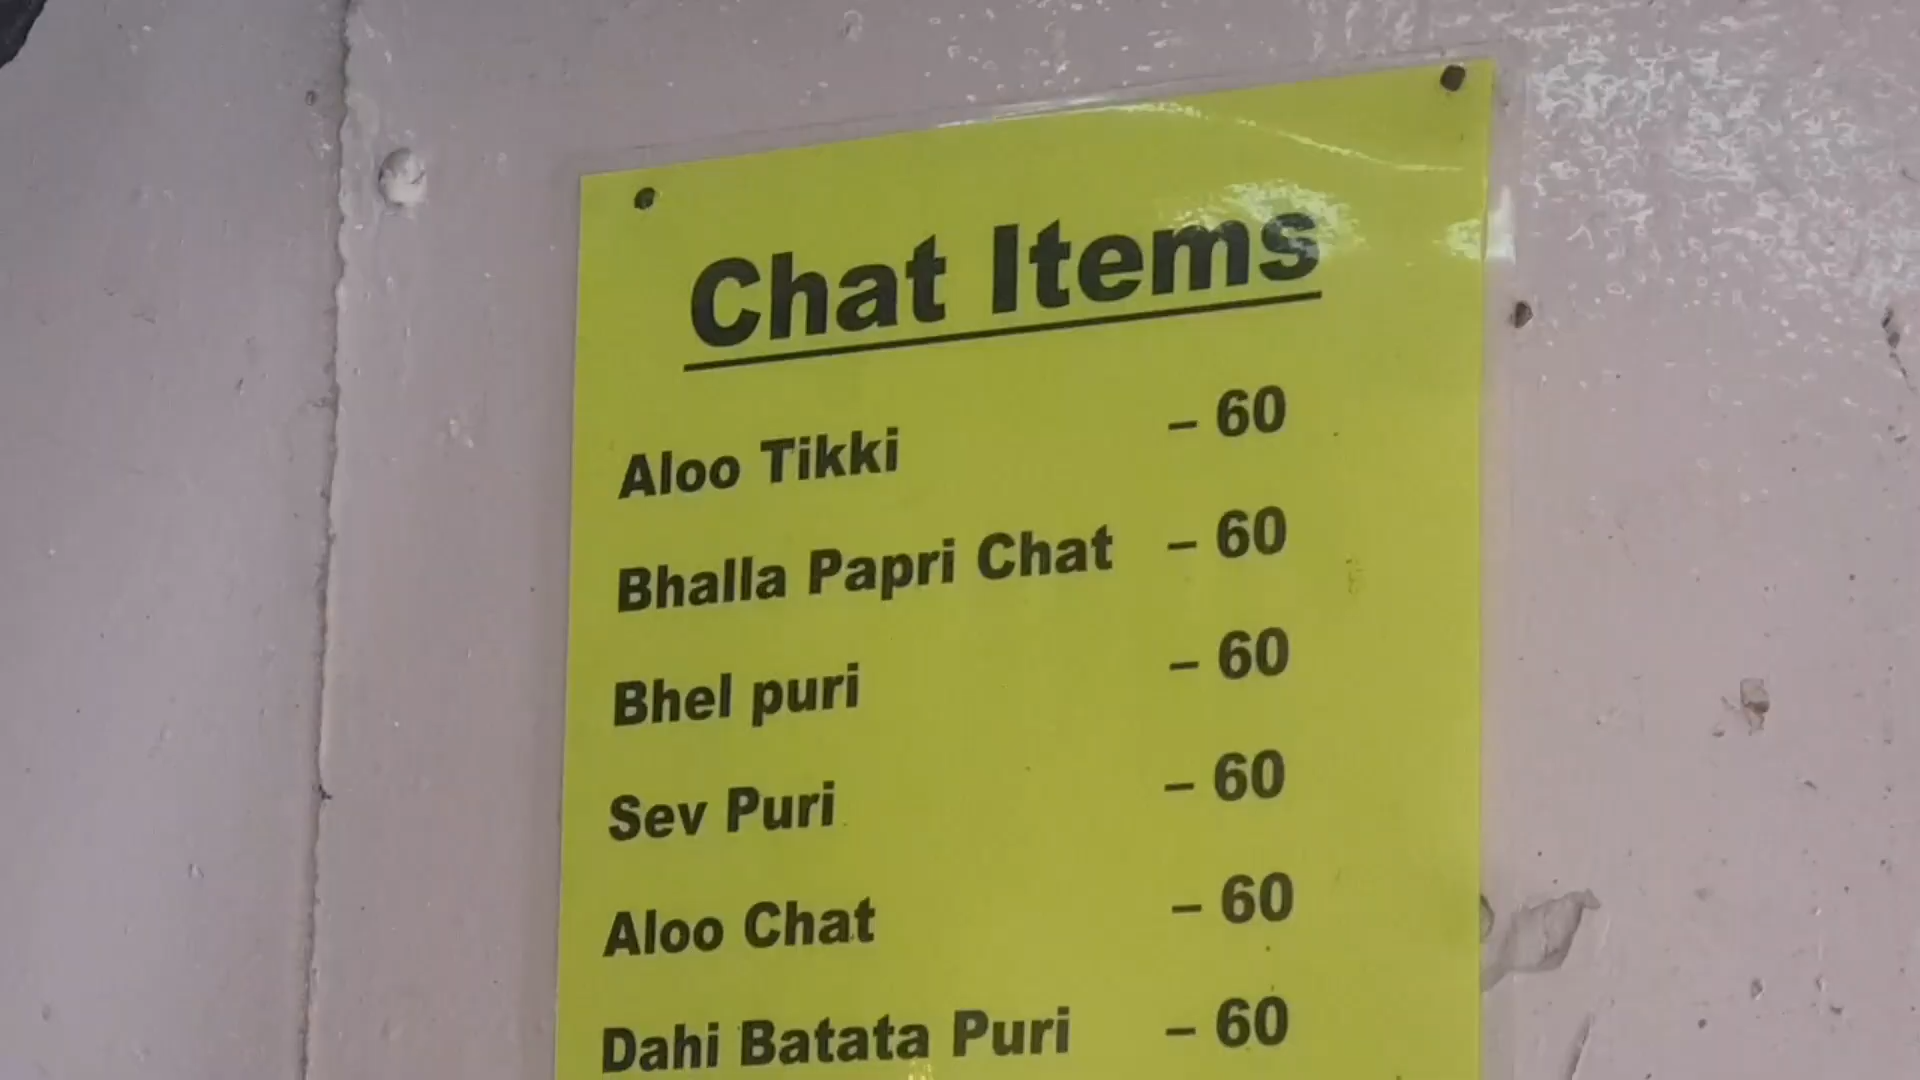 Chat Items
Aloo Tikki – 60
Bhalla Papri Chat – 60
Bhel puri – 60
Sev Puri – 60
Aloo Chat – 60
Dahi Batata Puri – 60